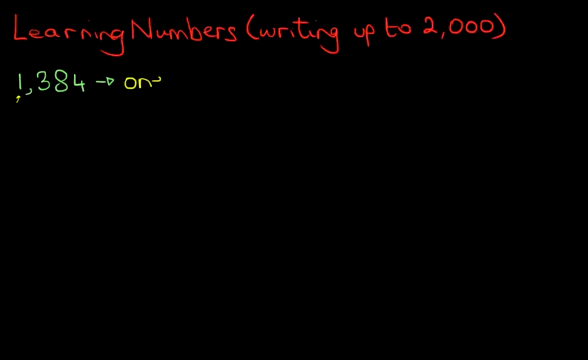 Learning Numbers (writing up to 2,000)
1,384 → on